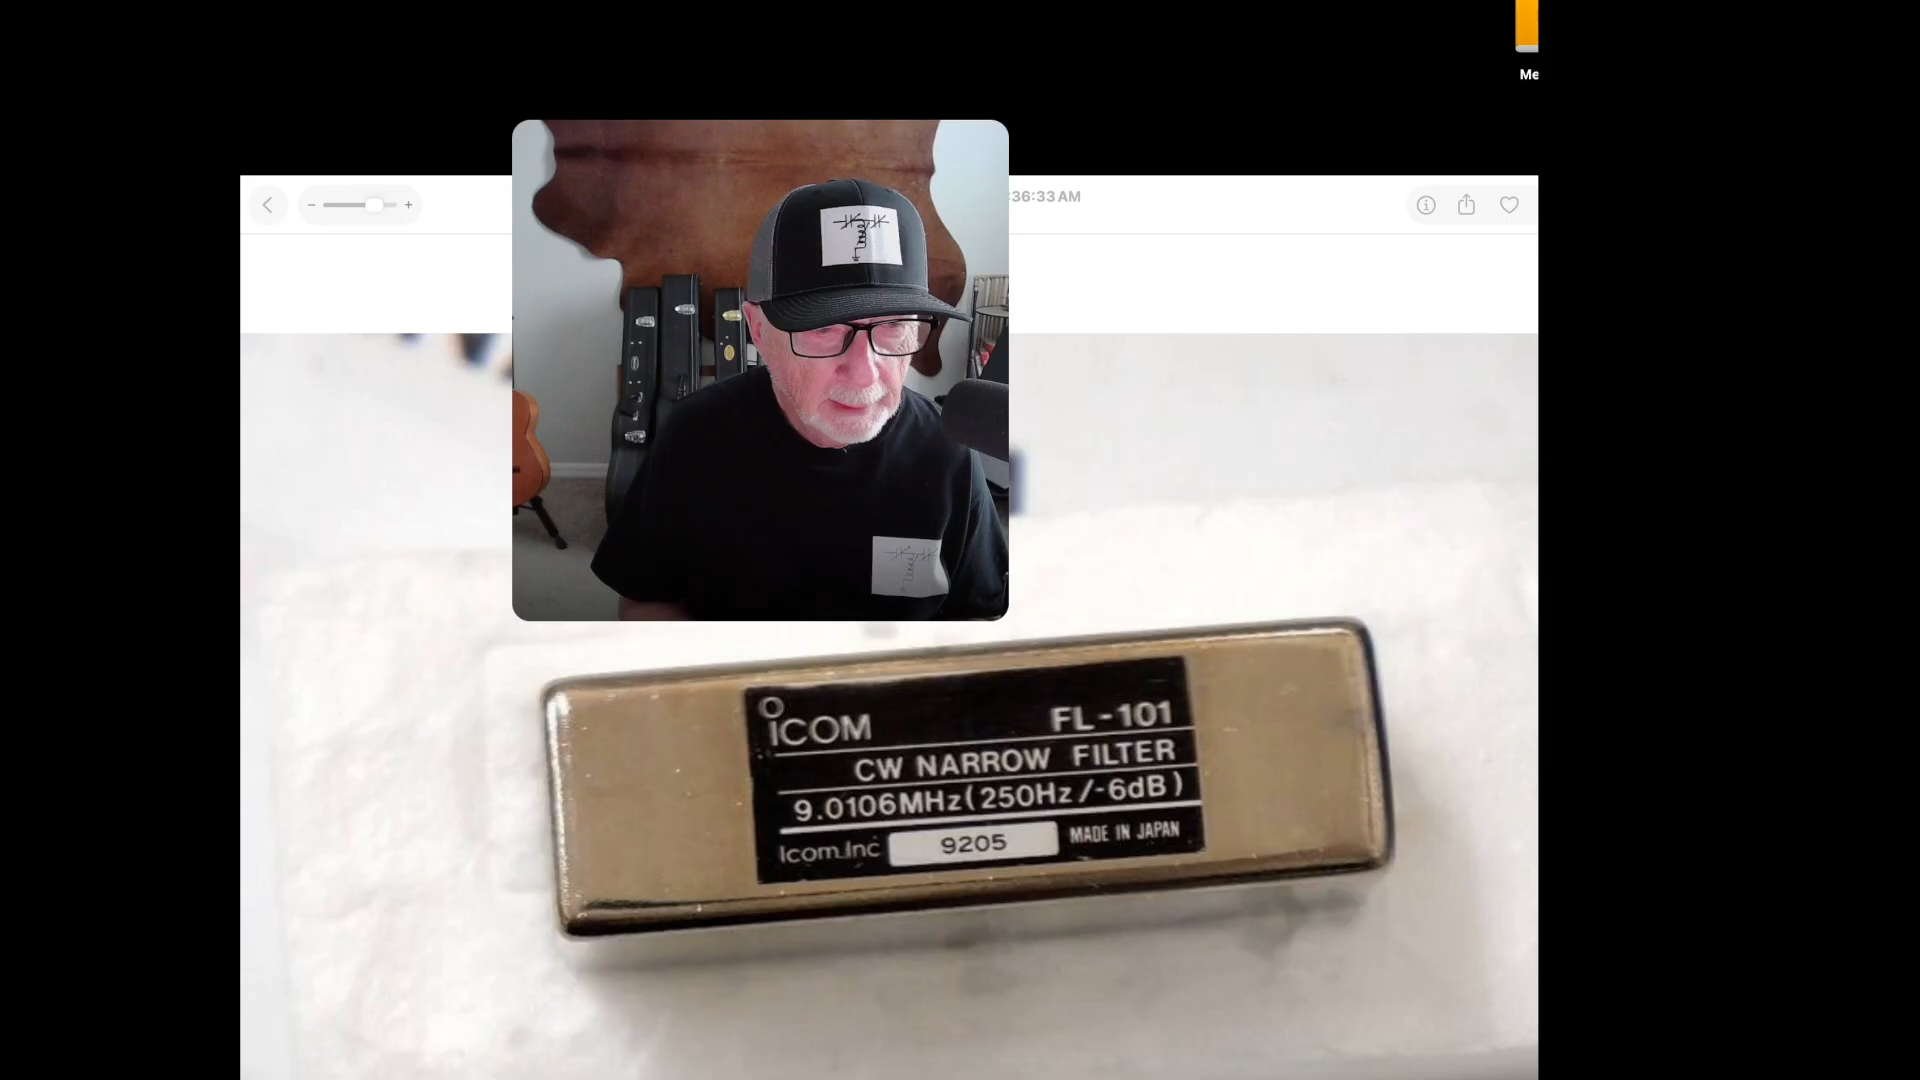 Me
:36:33 AM
ICOM FL-101
CW NARROW FILTER
9.0106MHz(250Hz/-6dB)
Icom.Inc 9205 MADE IN JAPAN